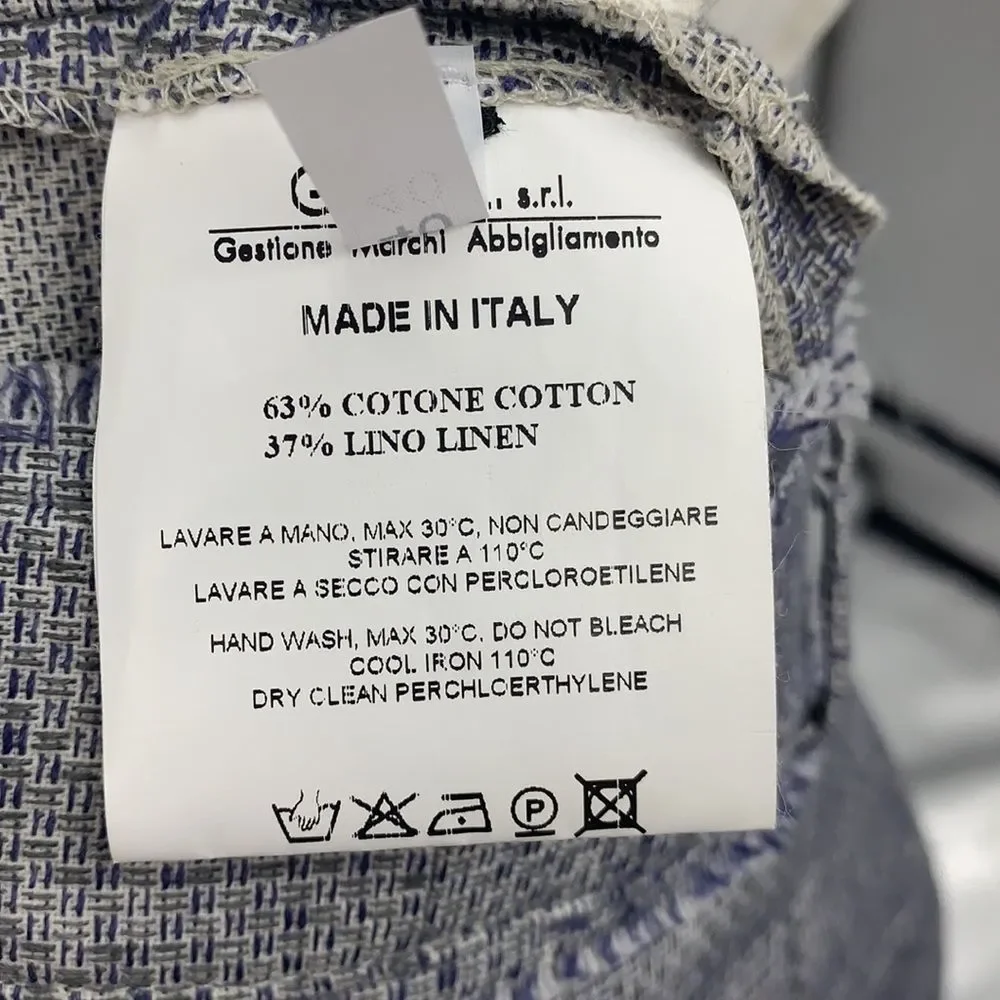 s.r.l.
Gestione Marchi Abbigliamento
MADE IN ITALY
63% COTONE COTTON
37% LINO LINEN
LAVARE A MANO, MAX 30°C, NON CANDEGGIARE
STIRARE A 110°C
LAVARE A SECCO CON PERCLOROETILENE
HAND WASH, MAX 30°C, DO NOT BLEACH
COOL IRON 110°C
DRY CLEAN PERCHLOERTHYLENE
P